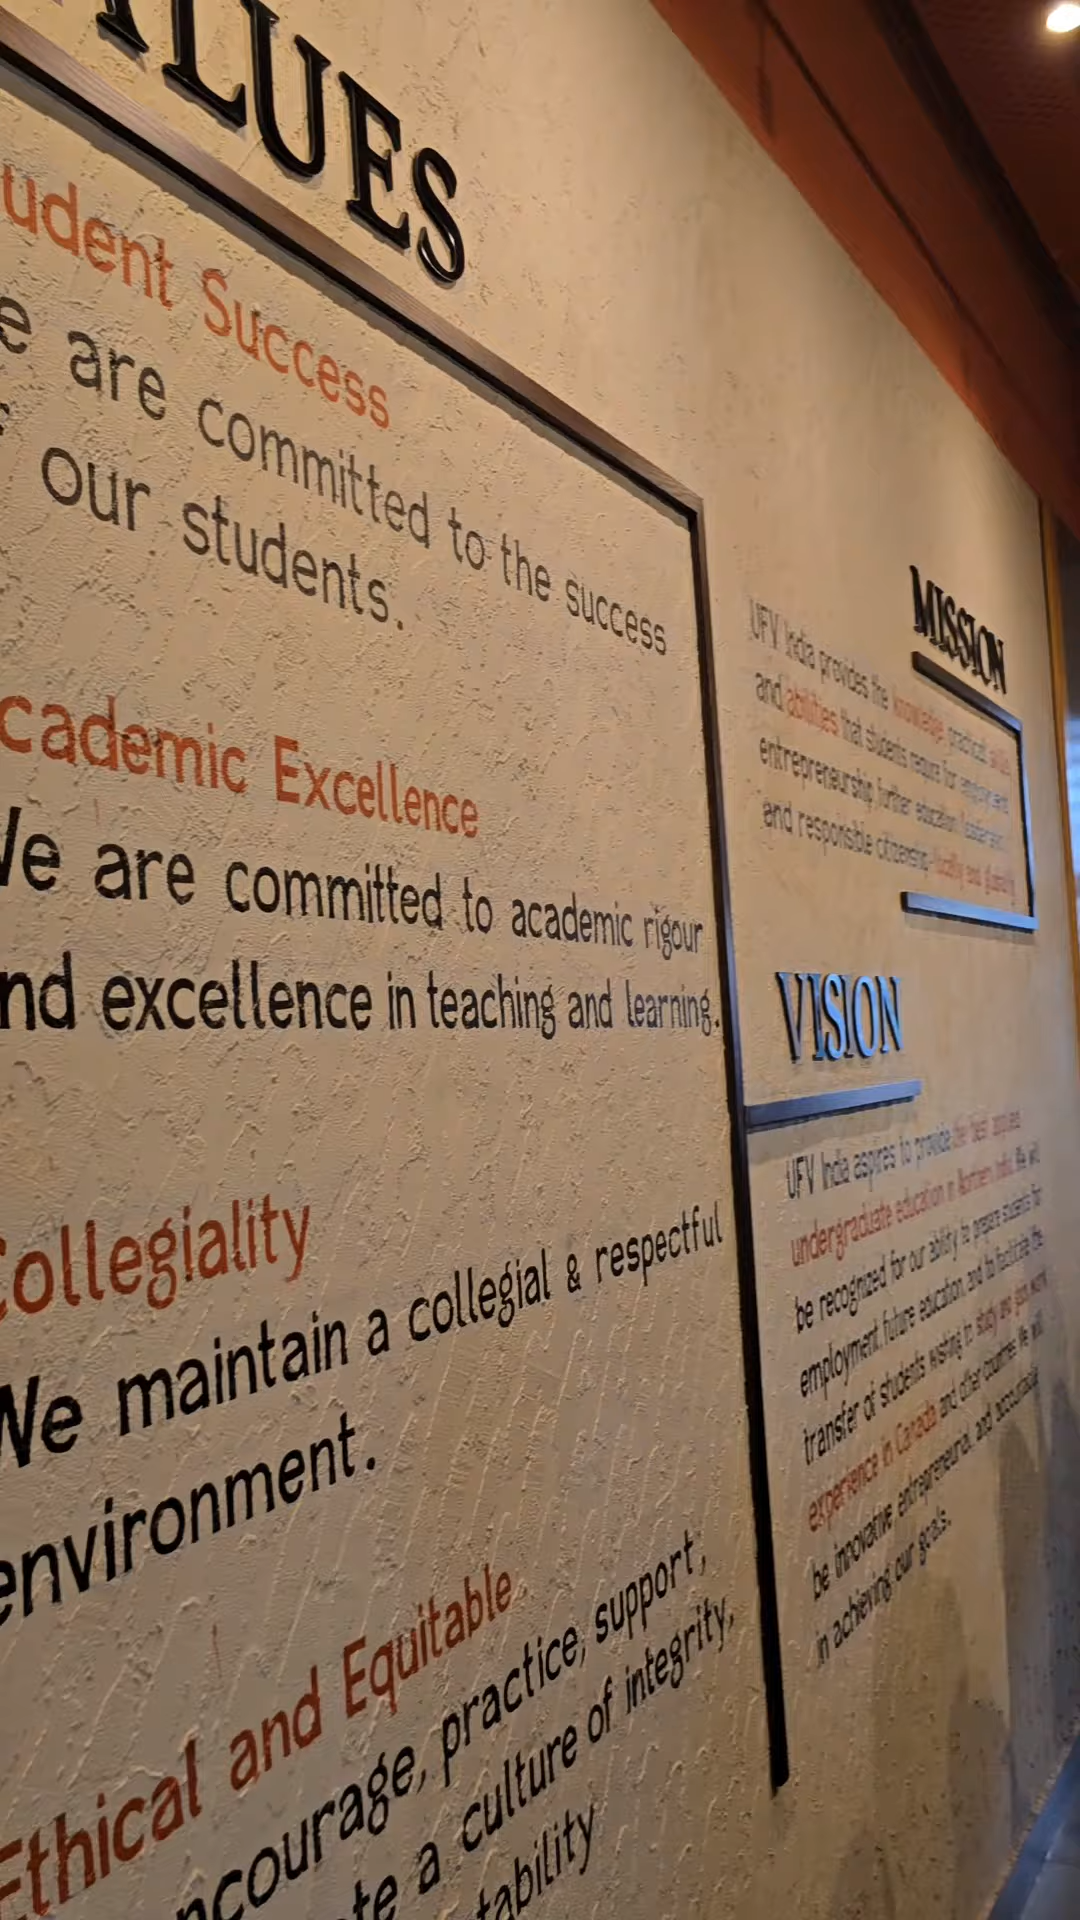 ALUES
udent Success
e are committed to the success
our students.
cademic Excellence
We are committed to academic rigour
nd excellence in teaching and learning.
Collegiality
We maintain a collegial & respectful
environment.
Ethical and Equitable
ncourage, practice, support,
te a culture of integrity,
tability
MISSION
UFV India provides the knowledge, practical skills
and abilities that students require for employment,
entrepreneurship, further education, leadership,
and responsible citizenship-locally and globally.
VISION
UFV India aspires to provide the best applied
undergraduate education in Northern India. We will
be recognized for our ability to prepare students for
employment, future education, and to facilitate the
transfer of students wishing to study and gain work
experience in Canada and other countries. We will
be innovative, entrepreneurial, and accountable
in achieving our goals.